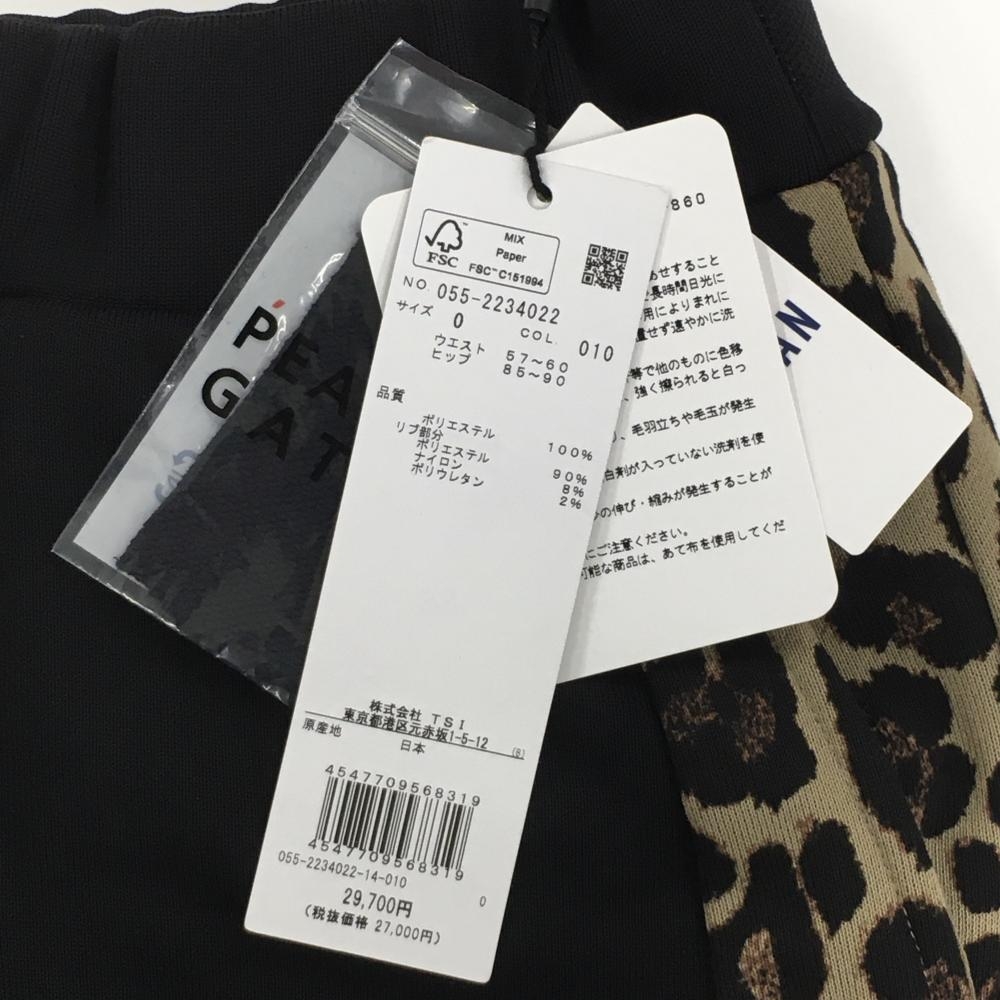 MIX
Paper
FSC™ C151994
FSC
NO. 055-2234022
サイズ 0 COL. 010
ウエスト 57〜60
ヒップ 85〜90
品質
ポリエステル 100%
リブ部分
ポリエステル 90%
ナイロン 8%
ポリウレタン 2%
株式会社 TSI
東京都港区元赤坂1-5-12 (8)
原産地 日本
4547709568319
4547709568319
055-2234022-14-010 0
29,700円
(税抜価格 27,000円)
860
せすること
長時間日光に
用によりまれに
せず速やかに洗
等で他のものに色移
、強く擦られると白っ
、毛羽立ちや毛玉が発生
白剤が入っていない洗剤を使
の伸び・縮みが発生することが
にご注意ください。
可能な商品は、あて布を使用してくだ
PEA
GAT
N
AN